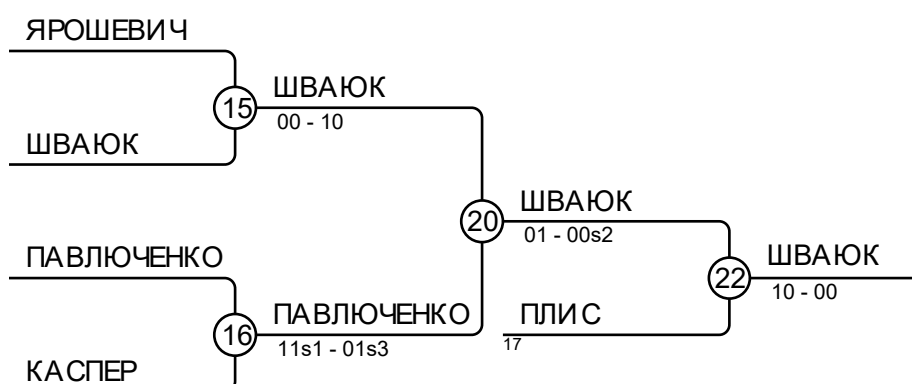 ЯРОШЕВИЧ
15
ШВАЮК
00 - 10
ШВАЮК
20
ШВАЮК
01 - 00s2
ПАВЛЮЧЕНКО
22
ШВАЮК
10 - 00
16
ПАВЛЮЧЕНКО
11s1 - 01s3
ПЛИС
17
КАСПЕР